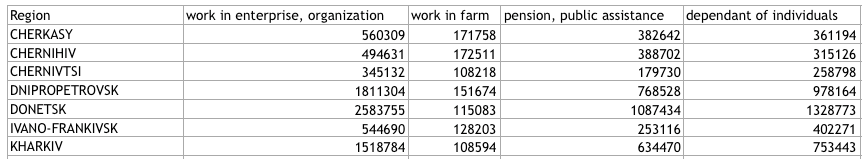 Region work in enterprise, organization work in farm pension, public assistance dependant of individuals
CHERKASY 560309 171758 382642 361194
CHERNIHIV 494631 172511 388702 315126
CHERNIVTSI 345132 108218 179730 258798
DNIPROPETROVSK 1811304 151674 768528 978164
DONETSK 2583755 115083 1087434 1328773
IVANO-FRANKIVSK 544690 128203 253116 402271
KHARKIV 1518784 108594 634470 753443